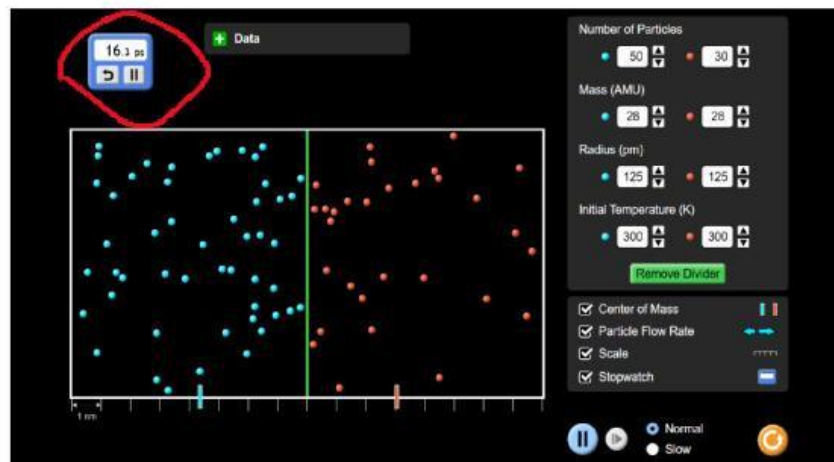 16.1 ps
Data
Number of Particles
50 30
Mass (AMU)
28 28
Radius (pm)
125 125
Initial Temperature (K)
300 300
Remove Divider
Center of Mass
Particle Flow Rate
Scale
Stopwatch
1 nm
Normal
Slow